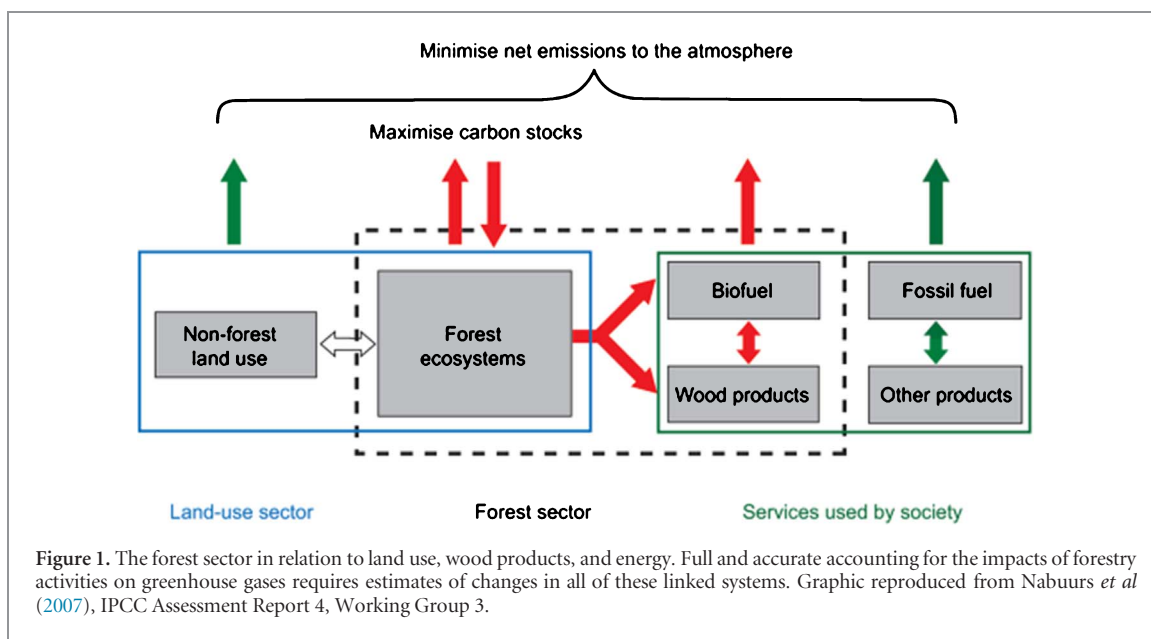 Minimise net emissions to the atmosphere
Maximise carbon stocks
Non-forest
land use
Forest
ecosystems
Biofuel
Fossil fuel
Wood products
Other products
Land-use sector
Forest sector
Services used by society
Figure 1. The forest sector in relation to land use, wood products, and energy. Full and accurate accounting for the impacts of forestry
activities on greenhouse gases requires estimates of changes in all of these linked systems. Graphic reproduced from Nabuurs et al
(2007), IPCC Assessment Report 4, Working Group 3.